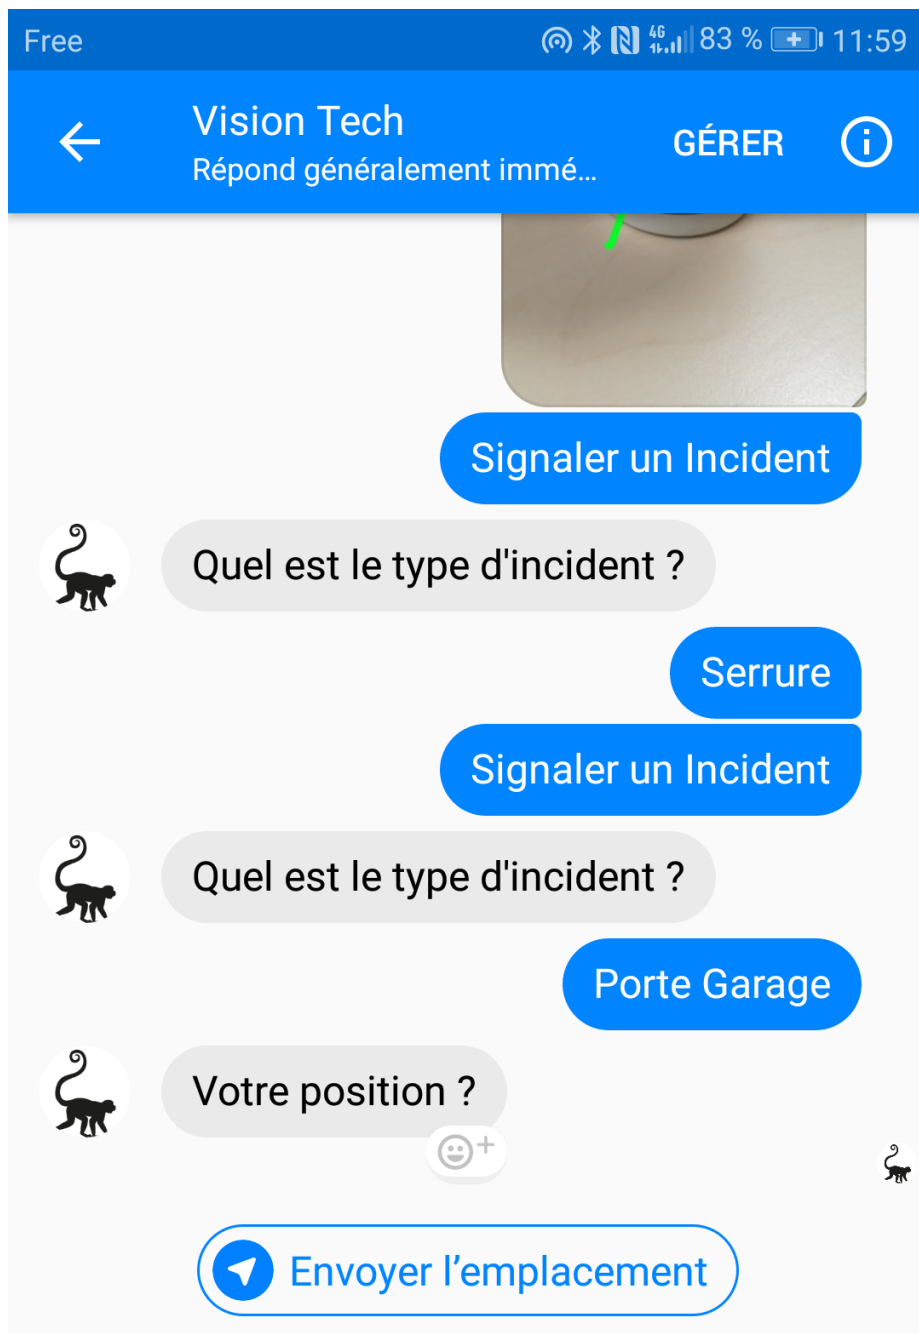 Free 4G 83 % 11:59
Vision Tech
GÉRER
Répond généralement immé...
Signaler un Incident
Quel est le type d'incident ?
Serrure
Signaler un Incident
Quel est le type d'incident ?
Porte Garage
Votre position ?
Envoyer l’emplacement